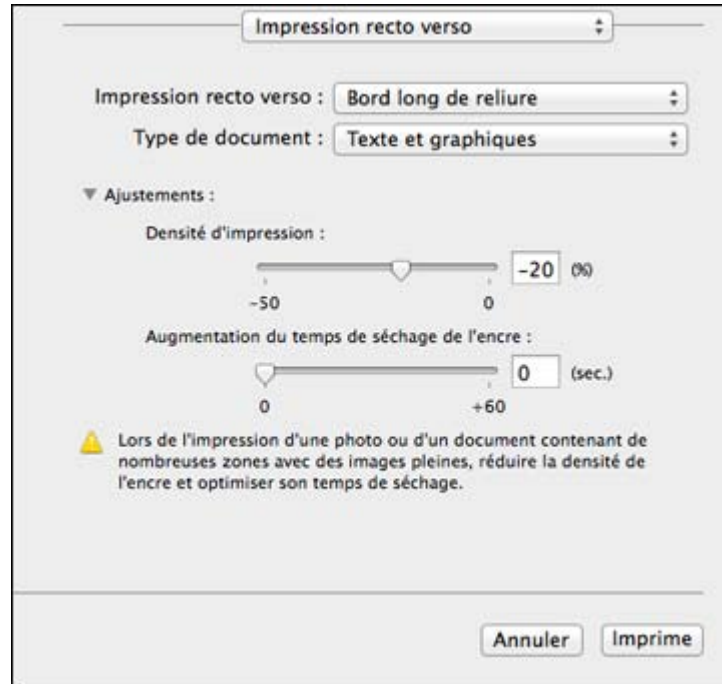 Impression recto verso
Impression recto verso : Bord long de reliure
Type de document : Texte et graphiques
Ajustements :
Densité d'impression :
-20 (%)
-50 0
Augmentation du temps de séchage de l'encre :
0 (sec.)
0 +60
Lors de l'impression d'une photo ou d'un document contenant de
nombreuses zones avec des images pleines, réduire la densité de
l'encre et optimiser son temps de séchage.
Annuler Imprime